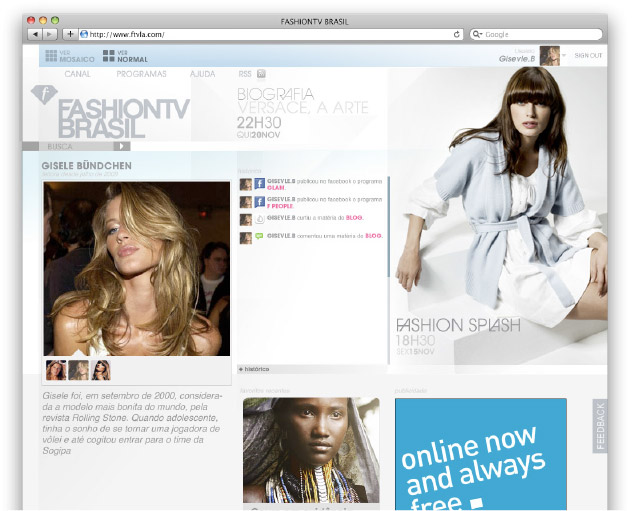 FASHIONTV BRASIL
http://www.ftvla.com/
Google
VER
MOSAICO
VER
NORMAL
Gisevle.B
SIGN OUT
CANAL
PROGRAMAS
AJUDA
RSS
FASHIONTV
BRASIL
BUSCA
BIOGRAFIA
VERSACE, A ARTE
22H30
QUI20NOV
GISELE BÜNDCHEN
GISEVLE.B publicou no facebook o programa
GLAM.
GISEVLE.B publicou no facebook o programa
F PEOPLE.
GISEVLE.B curtiu a matéria do BLOG.
GISEVLE.B comentou uma matéria do BLOG.
+ histórico
FASHION SPLASH
18H30
SEX15NOV
Gisele foi, em setembro de 2000, considera-
da a modelo mais bonita do mundo, pela
revista Rolling Stone. Quando adolescente,
tinha o sonho de se tornar uma jogadora de
vôlei e até cogitou entrar para o time da
Sogipa
publicidade
online now
and always
free
FEEDBACK